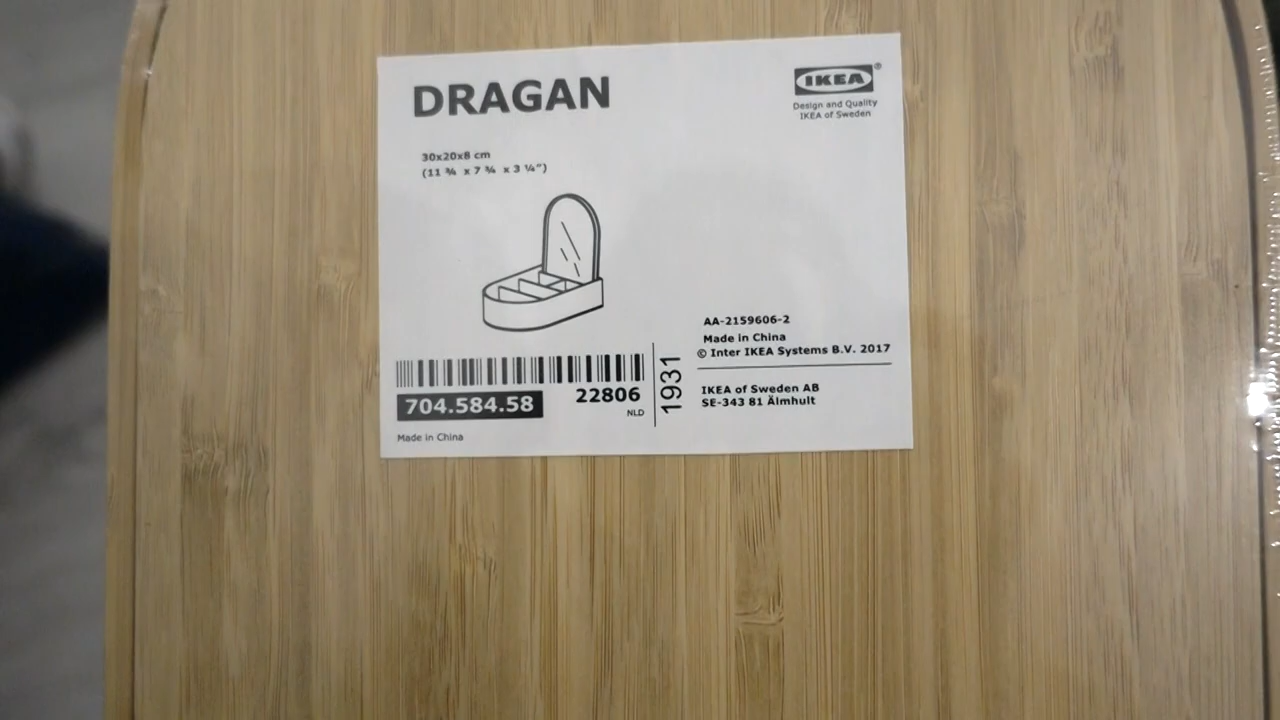 DRAGAN
IKEA®
Design and Quality
IKEA of Sweden
30x20x8 cm
(11 ¾ x 7 ¾ x 3 ¼")
704.584.58
22806
NLD
Made in China
1931
AA-2159606-2
Made in China
© Inter IKEA Systems B.V. 2017
IKEA of Sweden AB
SE-343 81 Älmhult